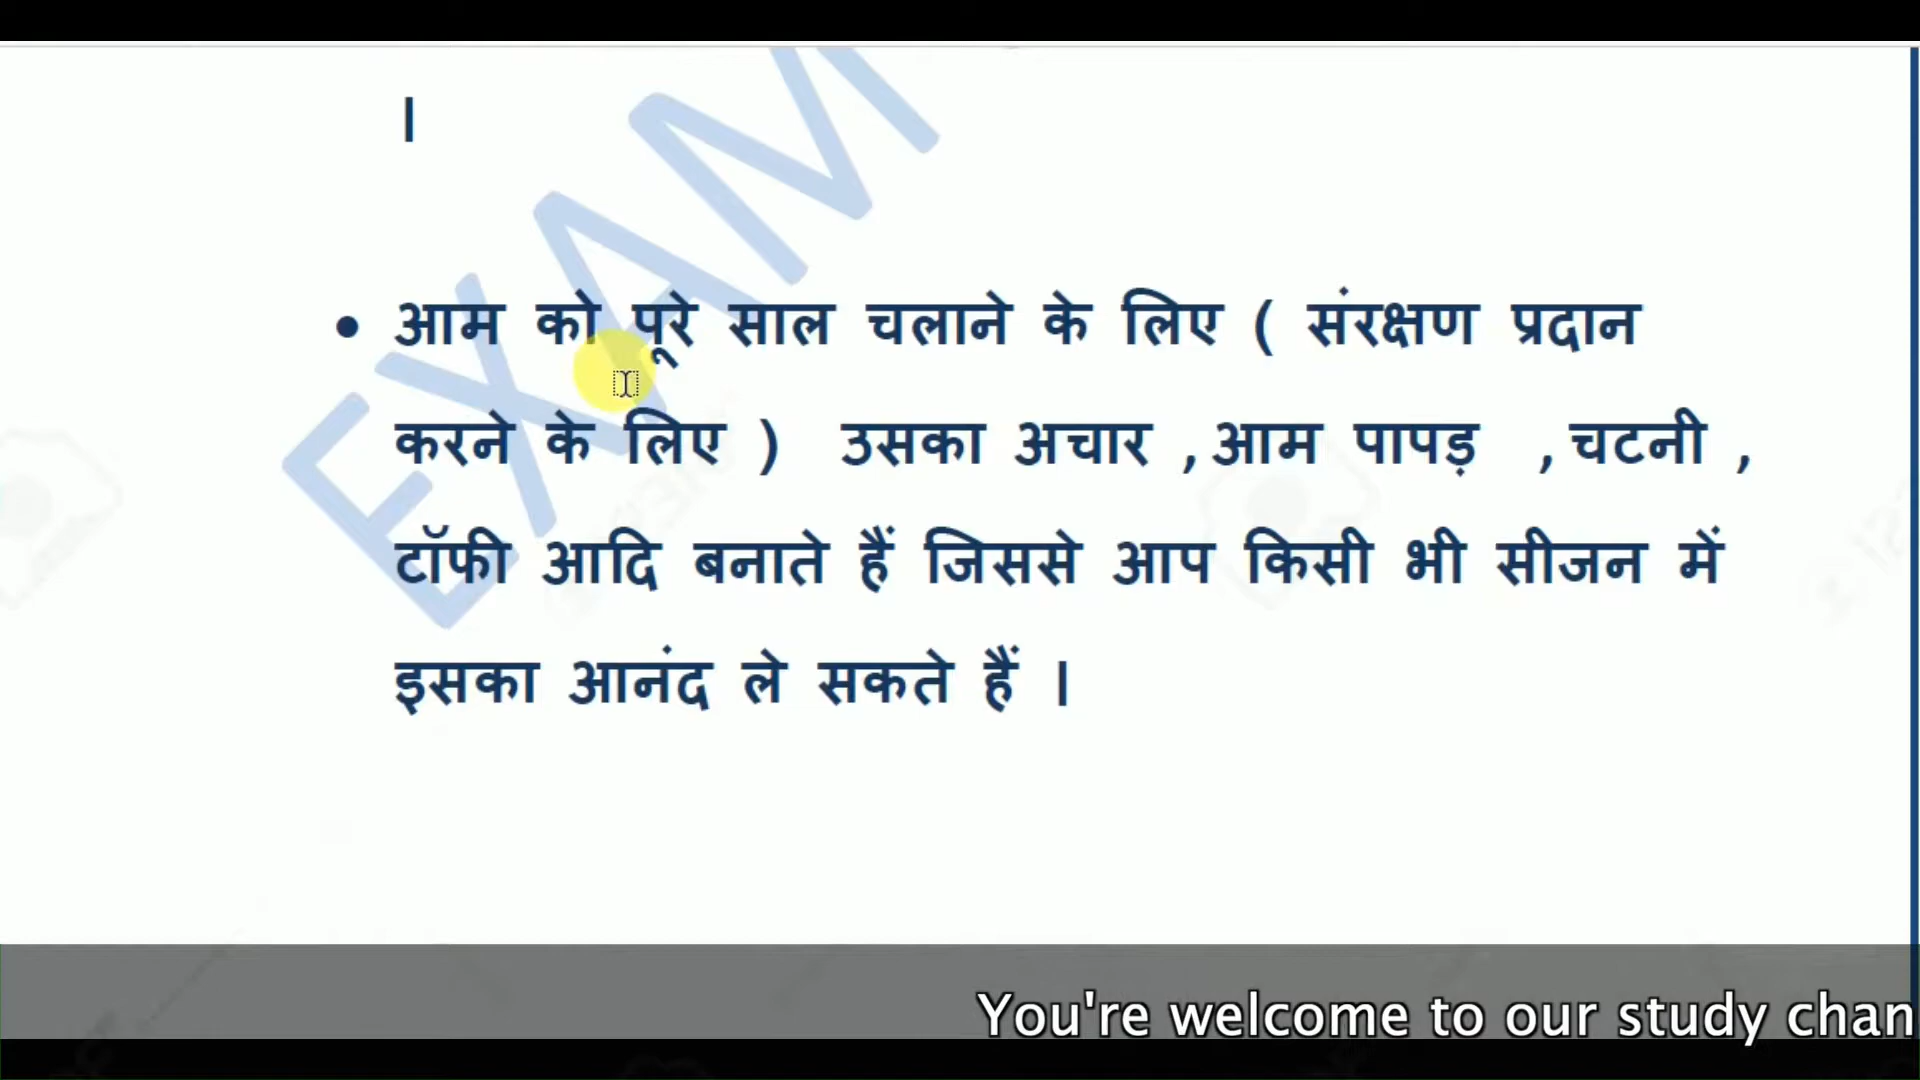 ।
EXAM
• आम को पूरे साल चलाने के लिए ( संरक्षण प्रदान
करने के लिए ) उसका अचार ,आम पापड़ ,चटनी ,
टॉफी आदि बनाते हैं जिससे आप किसी भी सीजन में
इसका आनंद ले सकते हैं ।
You're welcome to our study chan